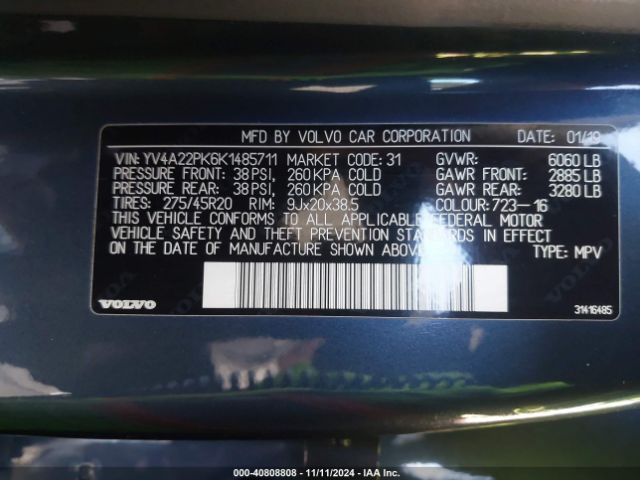 MFD BY VOLVO CAR CORPORATION DATE: 01/19
VIN: YV4A22PK6K1485711 MARKET CODE: 31 GVWR: 6060 LB
PRESSURE FRONT: 38 PSI, 260 KPA COLD GAWR FRONT: 2885 LB
PRESSURE REAR: 38 PSI, 260 KPA COLD GAWR REAR: 3280 LB
TIRES: 275/45R20 RIM: 9Jx20x38.5 COLOUR: 723-16
THIS VEHICLE CONFORMS TO ALL APPLICABLE FEDERAL MOTOR
VEHICLE SAFETY AND THEFT PREVENTION STANDARDS IN EFFECT
ON DATE OF MANUFACTURE SHOWN ABOVE.
TYPE: MPV
VOLVO 31416485
000-40808808 - 11/11/2024 - IAA Inc.